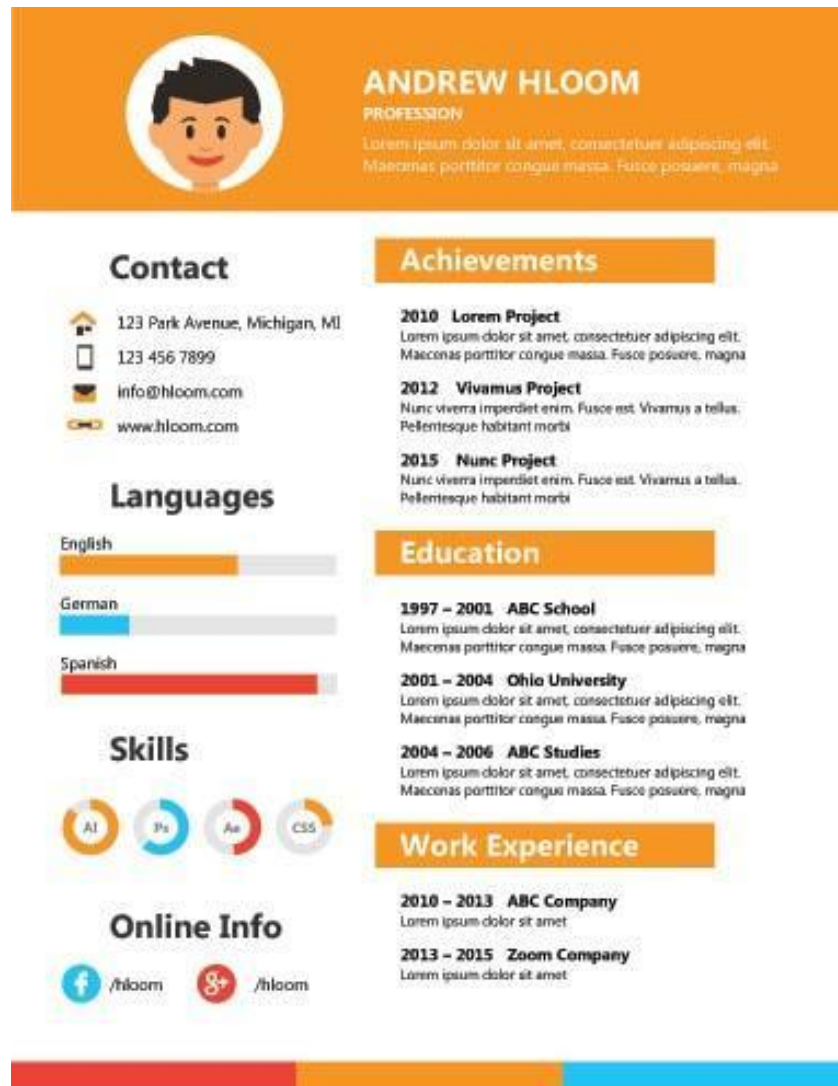 ANDREW HLOOM
PROFESSION
Lorem ipsum dolor sit amet, consectetuer adipiscing elit.
Maecenas porttitor congue massa. Fusce posuere, magna
Contact
123 Park Avenue, Michigan, MI
123 456 7899
info@hloom.com
www.hloom.com
Languages
English
German
Spanish
Skills
AI
Ps
Ae
CSS
Online Info
/hloom
/hloom
Achievements
2010 Lorem Project
Lorem ipsum dolor sit amet, consectetuer adipiscing elit.
Maecenas porttitor congue massa. Fusce posuere, magna
2012 Vivamus Project
Nunc viverra imperdiet enim. Fusce est. Vivamus a tellus.
Pellentesque habitant morbi
2015 Nunc Project
Nunc viverra imperdiet enim. Fusce est. Vivamus a tellus.
Pellentesque habitant morbi
Education
1997 – 2001 ABC School
Lorem ipsum dolor sit amet, consectetuer adipiscing elit.
Maecenas porttitor congue massa. Fusce posuere, magna
2001 – 2004 Ohio University
Lorem ipsum dolor sit amet, consectetuer adipiscing elit.
Maecenas porttitor congue massa. Fusce posuere, magna
2004 – 2006 ABC Studies
Lorem ipsum dolor sit amet, consectetuer adipiscing elit.
Maecenas porttitor congue massa. Fusce posuere, magna
Work Experience
2010 – 2013 ABC Company
Lorem ipsum dolor sit amet
2013 – 2015 Zoom Company
Lorem ipsum dolor sit amet